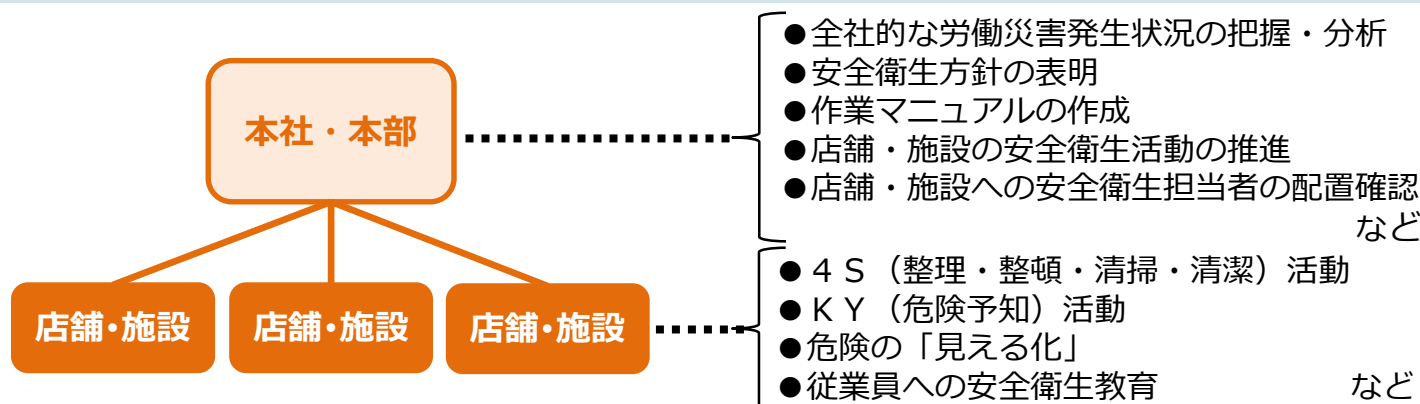 本社・本部
●全社的な労働災害発生状況の把握・分析
●安全衛生方針の表明
●作業マニュアルの作成
●店舗・施設の安全衛生活動の推進
●店舗・施設への安全衛生担当者の配置確認
など
店舗・施設
店舗・施設
店舗・施設
●４Ｓ（整理・整頓・清掃・清潔）活動
●ＫＹ（危険予知）活動
●危険の「見える化」
●従業員への安全衛生教育　など